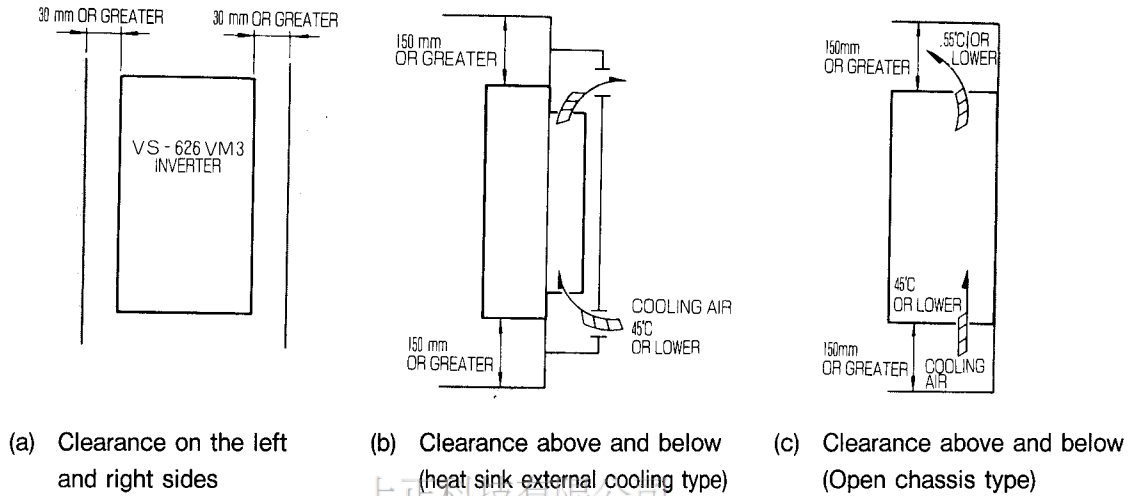 30 mm OR GREATER
30 mm OR GREATER
VS-626 VM3
INVERTER
150 mm
OR GREATER
COOLING AIR
45°C
OR LOWER
150 mm
OR GREATER
150mm
OR GREATER
55°C/OR
LOWER
45°C
OR LOWER
150mm
OR GREATER
COOLING
AIR
(a) Clearance on the left
and right sides
(b) Clearance above and below
(heat sink external cooling type)
(c) Clearance above and below
(Open chassis type)